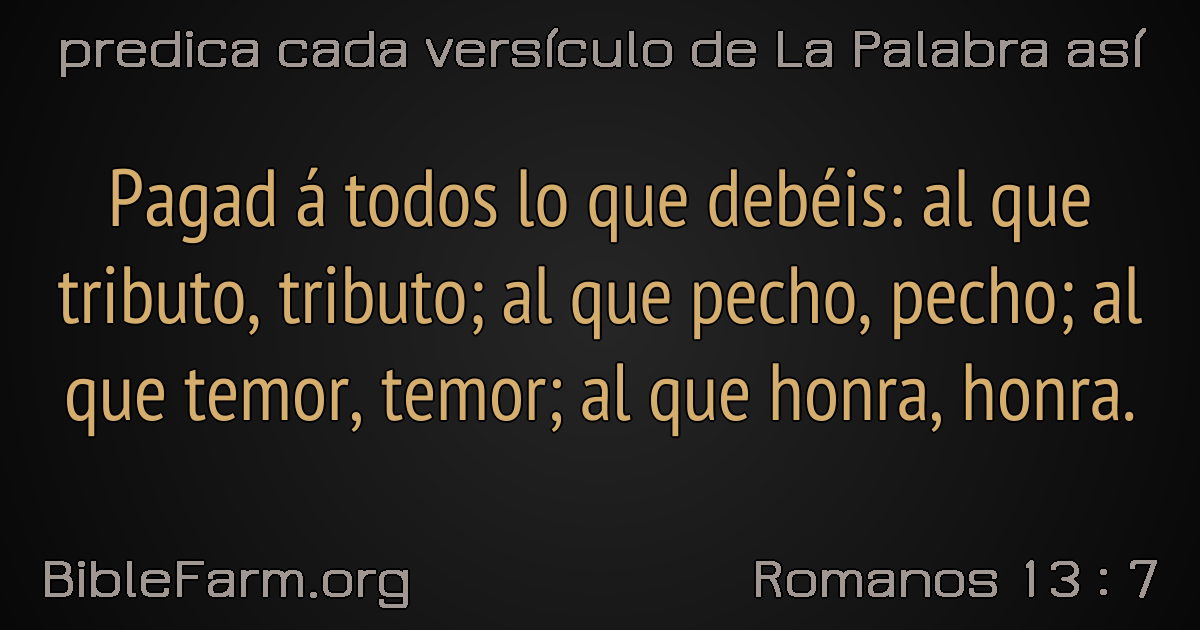 predica cada versículo de La Palabra así
Pagad á todos lo que debéis: al que
tributo, tributo; al que pecho, pecho; al
que temor, temor; al que honra, honra.
BibleFarm.org
Romanos 13 : 7